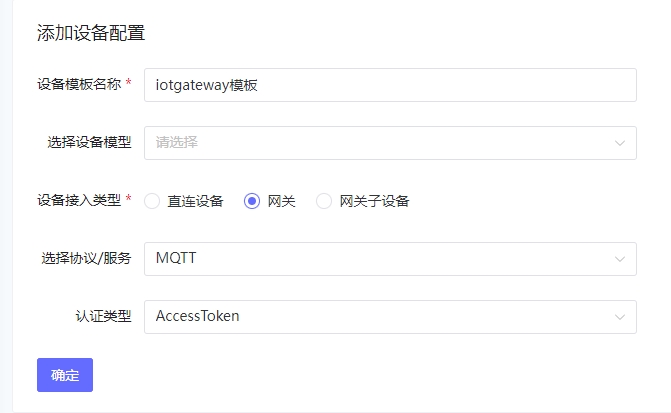 添加设备配置
设备模板名称 * iotgateway模板
选择设备模型 请选择
设备接入类型 * 直连设备 网关 网关子设备
选择协议/服务 MQTT
认证类型 AccessToken
确定